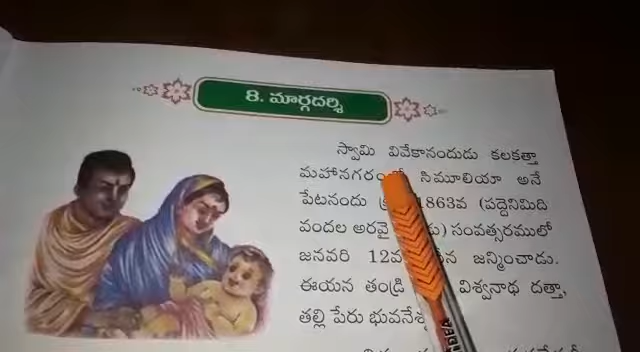 8. మార్గదర్శి
స్వామి వివేకానందుడు కలకత్తా
మహానగరంలో సిమూలియా అనే
పేటనందు 1863వ (పద్దెనిమిది
వందల అరవై సంవత్సరములో
జనవరి 12వ జన్మించాడు.
ఈయన తండ్రి విశ్వనాథ దత్తా,
తల్లి పేరు